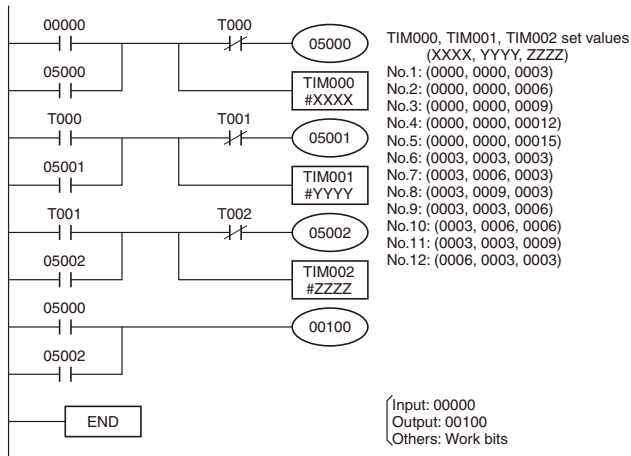 00000 T000
05000
05000
TIM000
#XXXX
T000 T001
05001
05001
TIM001
#YYYY
T001 T002
05002
05002
TIM002
#ZZZZ
05000
00100
05002
END
TIM000, TIM001, TIM002 set values
(XXXX, YYYY, ZZZZ)
No.1: (0000, 0000, 0003)
No.2: (0000, 0000, 0006)
No.3: (0000, 0000, 0009)
No.4: (0000, 0000, 00012)
No.5: (0000, 0000, 00015)
No.6: (0003, 0003, 0003)
No.7: (0003, 0006, 0003)
No.8: (0003, 0009, 0003)
No.9: (0003, 0003, 0006)
No.10: (0003, 0006, 0006)
No.11: (0003, 0003, 0009)
No.12: (0006, 0003, 0003)
Input: 00000
Output: 00100
Others: Work bits